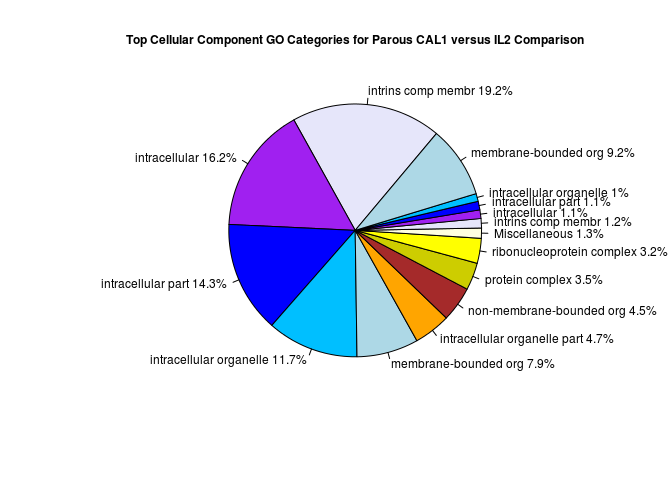 Top Cellular Component GO Categories for Parous CAL1 versus IL2 Comparison
intrins comp membr 19.2%
membrane-bounded org 9.2%
intracellular 16.2%
intracellular organelle 1%
intracellular part 1.1%
intracellular 1.1%
intrins comp membr 1.2%
Miscellaneous 1.3%
ribonucleoprotein complex 3.2%
protein complex 3.5%
intracellular part 14.3%
non-membrane-bounded org 4.5%
intracellular organelle part 4.7%
intracellular organelle 11.7%
membrane-bounded org 7.9%